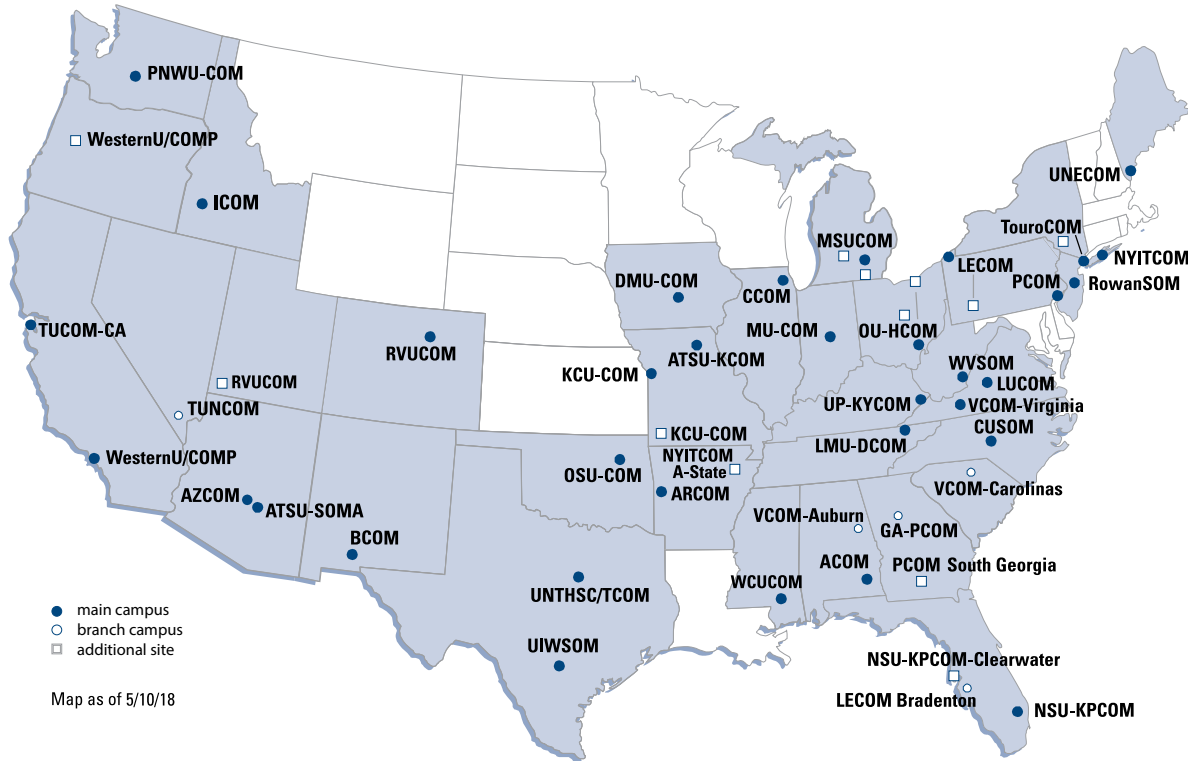 PNWU-COM
WesternU/COMP
UNECOM
ICOM
TouroCOM
MSUCOM
NYITCOM
LECOM
DMU-COM
PCOM
RowanSOM
CCOM
TUCOM-CA
MU-COM
OU-HCOM
RVUCOM
ATSU-KCOM
WVSOM
KCU-COM
RVUCOM
LUCOM
UP-KYCOM
VCOM-Virginia
TUNCOM
CUSOM
KCU-COM
LMU-DCOM
WesternU/COMP
NYITCOM
A-State
OSU-COM
VCOM-Carolinas
AZCOM
ARCOM
ATSU-SOMA
VCOM-Auburn
GA-PCOM
BCOM
ACOM
PCOM South Georgia
WCUCOM
UNTHSC/TCOM
main campus
branch campus
additional site
UIWSOM
NSU-KPCOM-Clearwater
Map as of 5/10/18
LECOM Bradenton
NSU-KPCOM